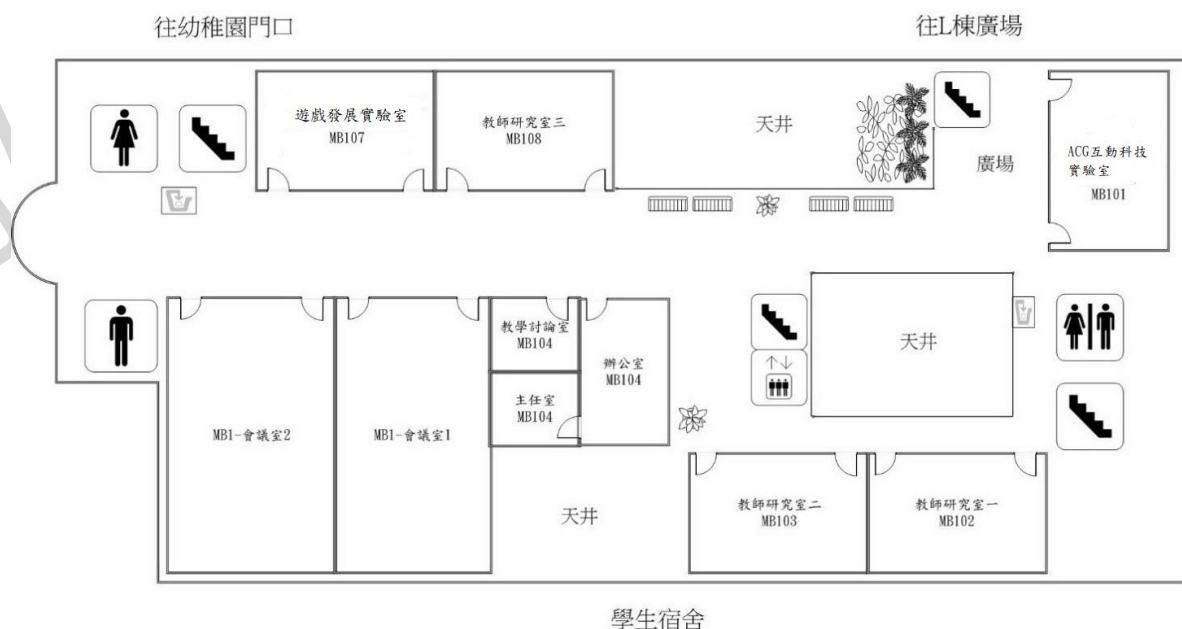 往幼稚園門口
往L棟廣場
遊戲發展實驗室
MB107
教師研究室三
MB108
天井
廣場
ACG互動科技
實驗室
MB101
教學討論室
MB104
辦公室
MB104
主任室
MB104
天井
MB1-會議室2
MB1-會議室1
天井
教師研究室二
MB103
教師研究室一
MB102
學生宿舍